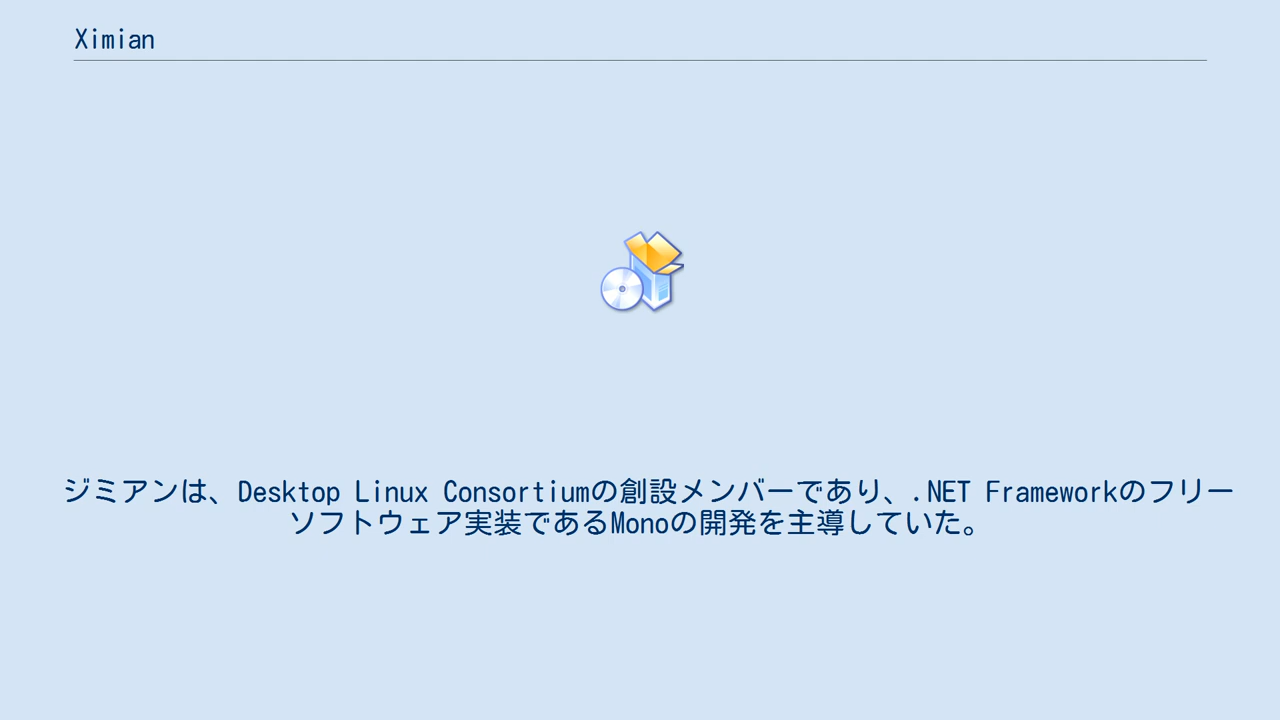 Ximian
ジミアンは、Desktop Linux Consortiumの創設メンバーであり、.NET Frameworkのフリー
ソフトウェア実装であるMonoの開発を主導していた。